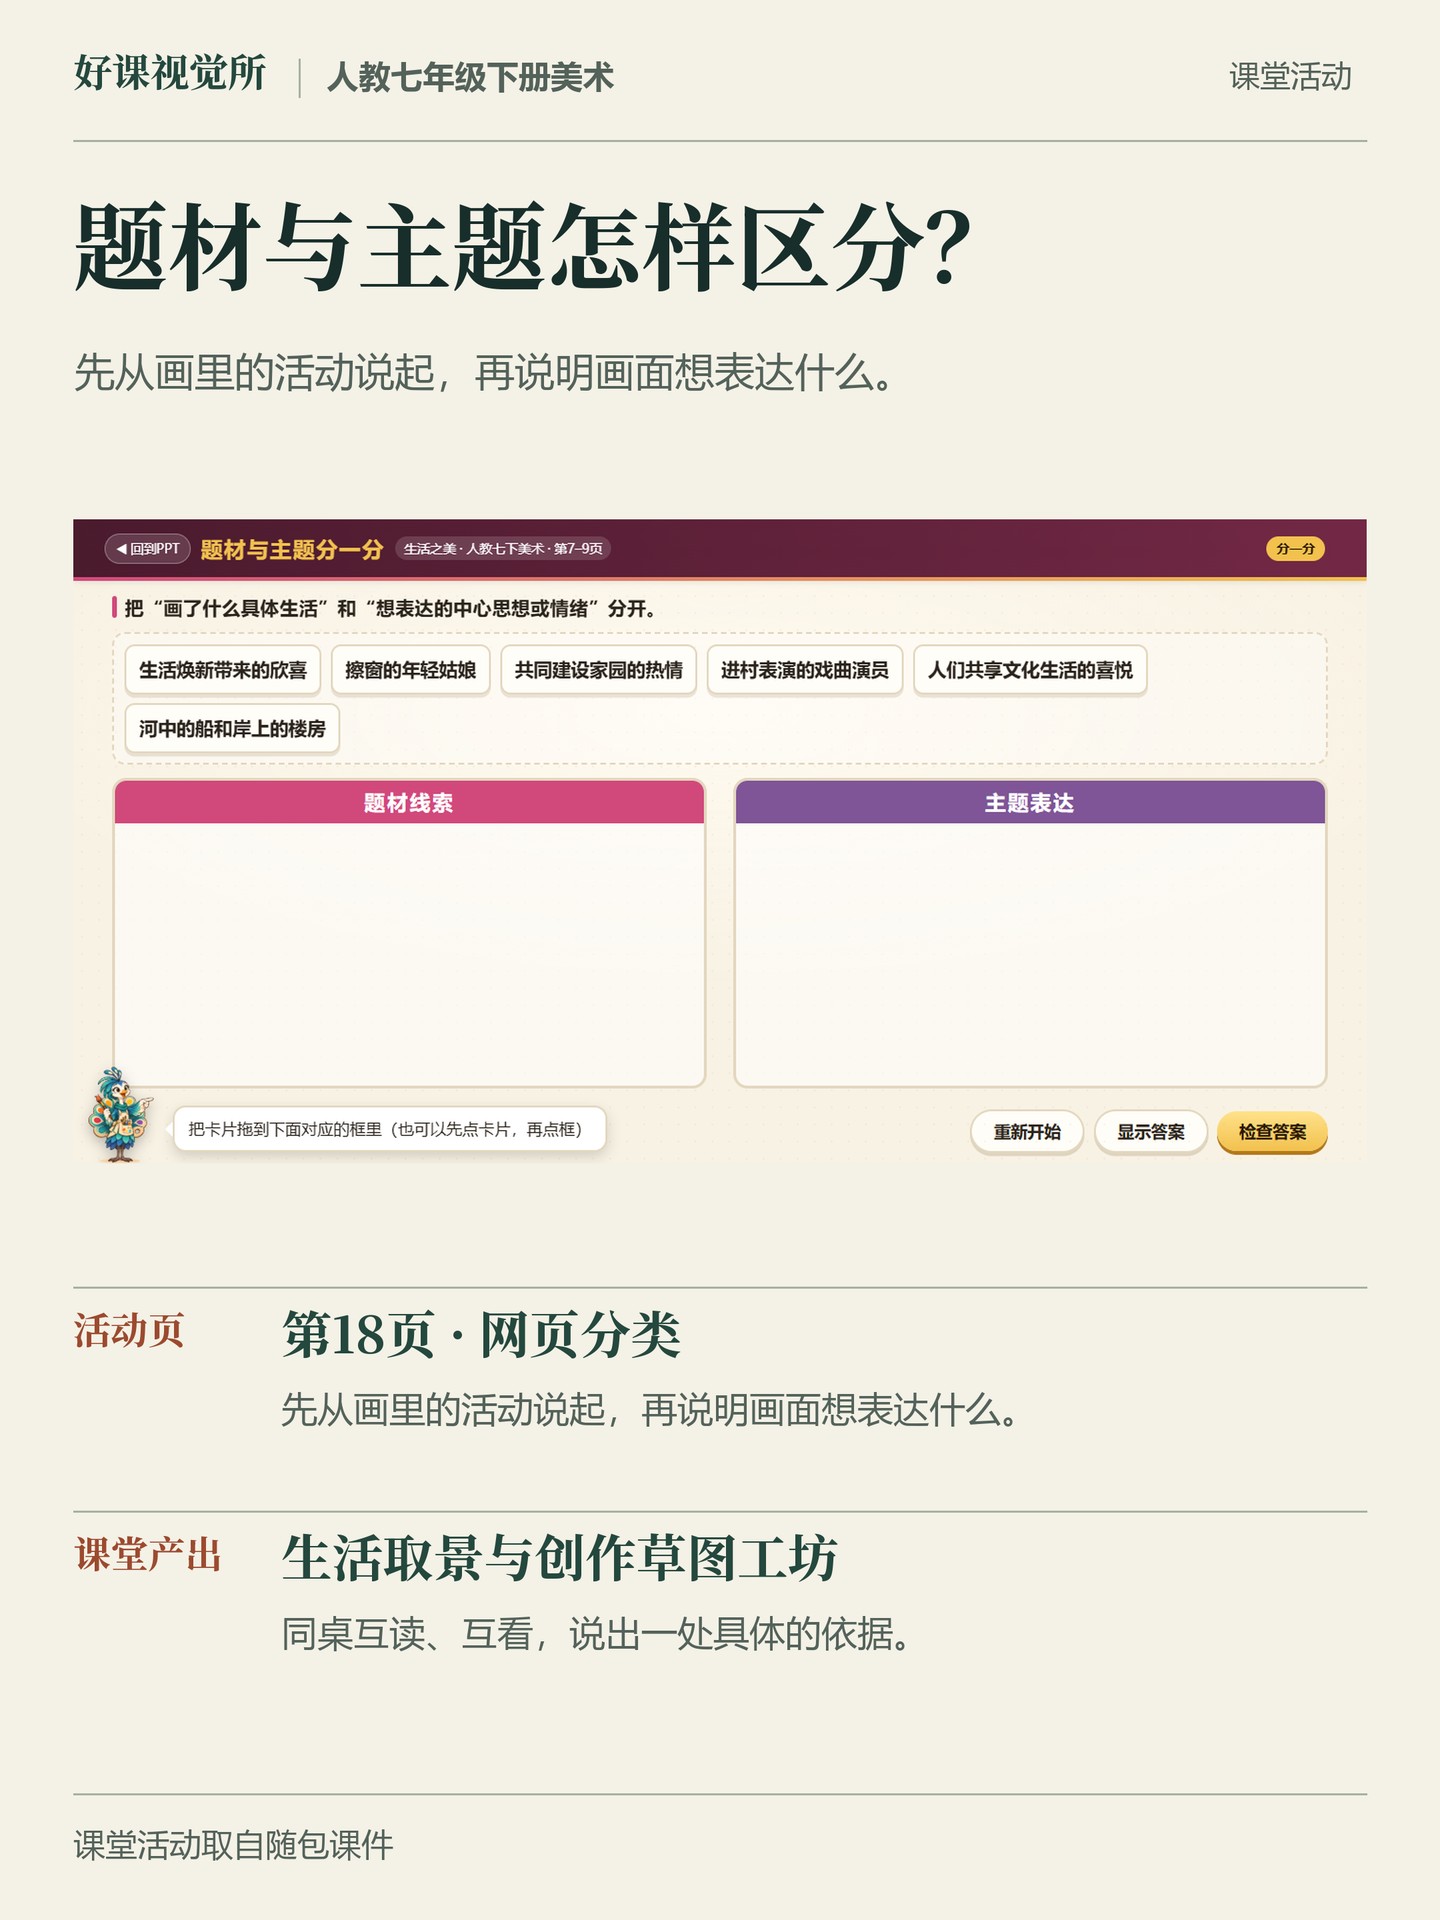 好课视觉所
人教七年级下册美术
课堂活动
题材与主题怎样区分？
先从画里的活动说起，再说明画面想表达什么。
◀ 回到PPT
题材与主题分一分
生活之美 · 人教七下美术 · 第7–9页
分一分
把“画了什么具体生活”和“想表达的中心思想或情绪”分开。
生活焕新带来的欣喜
擦窗的年轻姑娘
共同建设家园的热情
进村表演的戏曲演员
人们共享文化生活的喜悦
河中的船和岸上的楼房
题材线索
主题表达
把卡片拖到下面对应的框里（也可以先点卡片，再点框）
重新开始
显示答案
检查答案
活动页
第18页 · 网页分类
先从画里的活动说起，再说明画面想表达什么。
课堂产出
生活取景与创作草图工坊
同桌互读、互看，说出一处具体的依据。
课堂活动取自随包课件